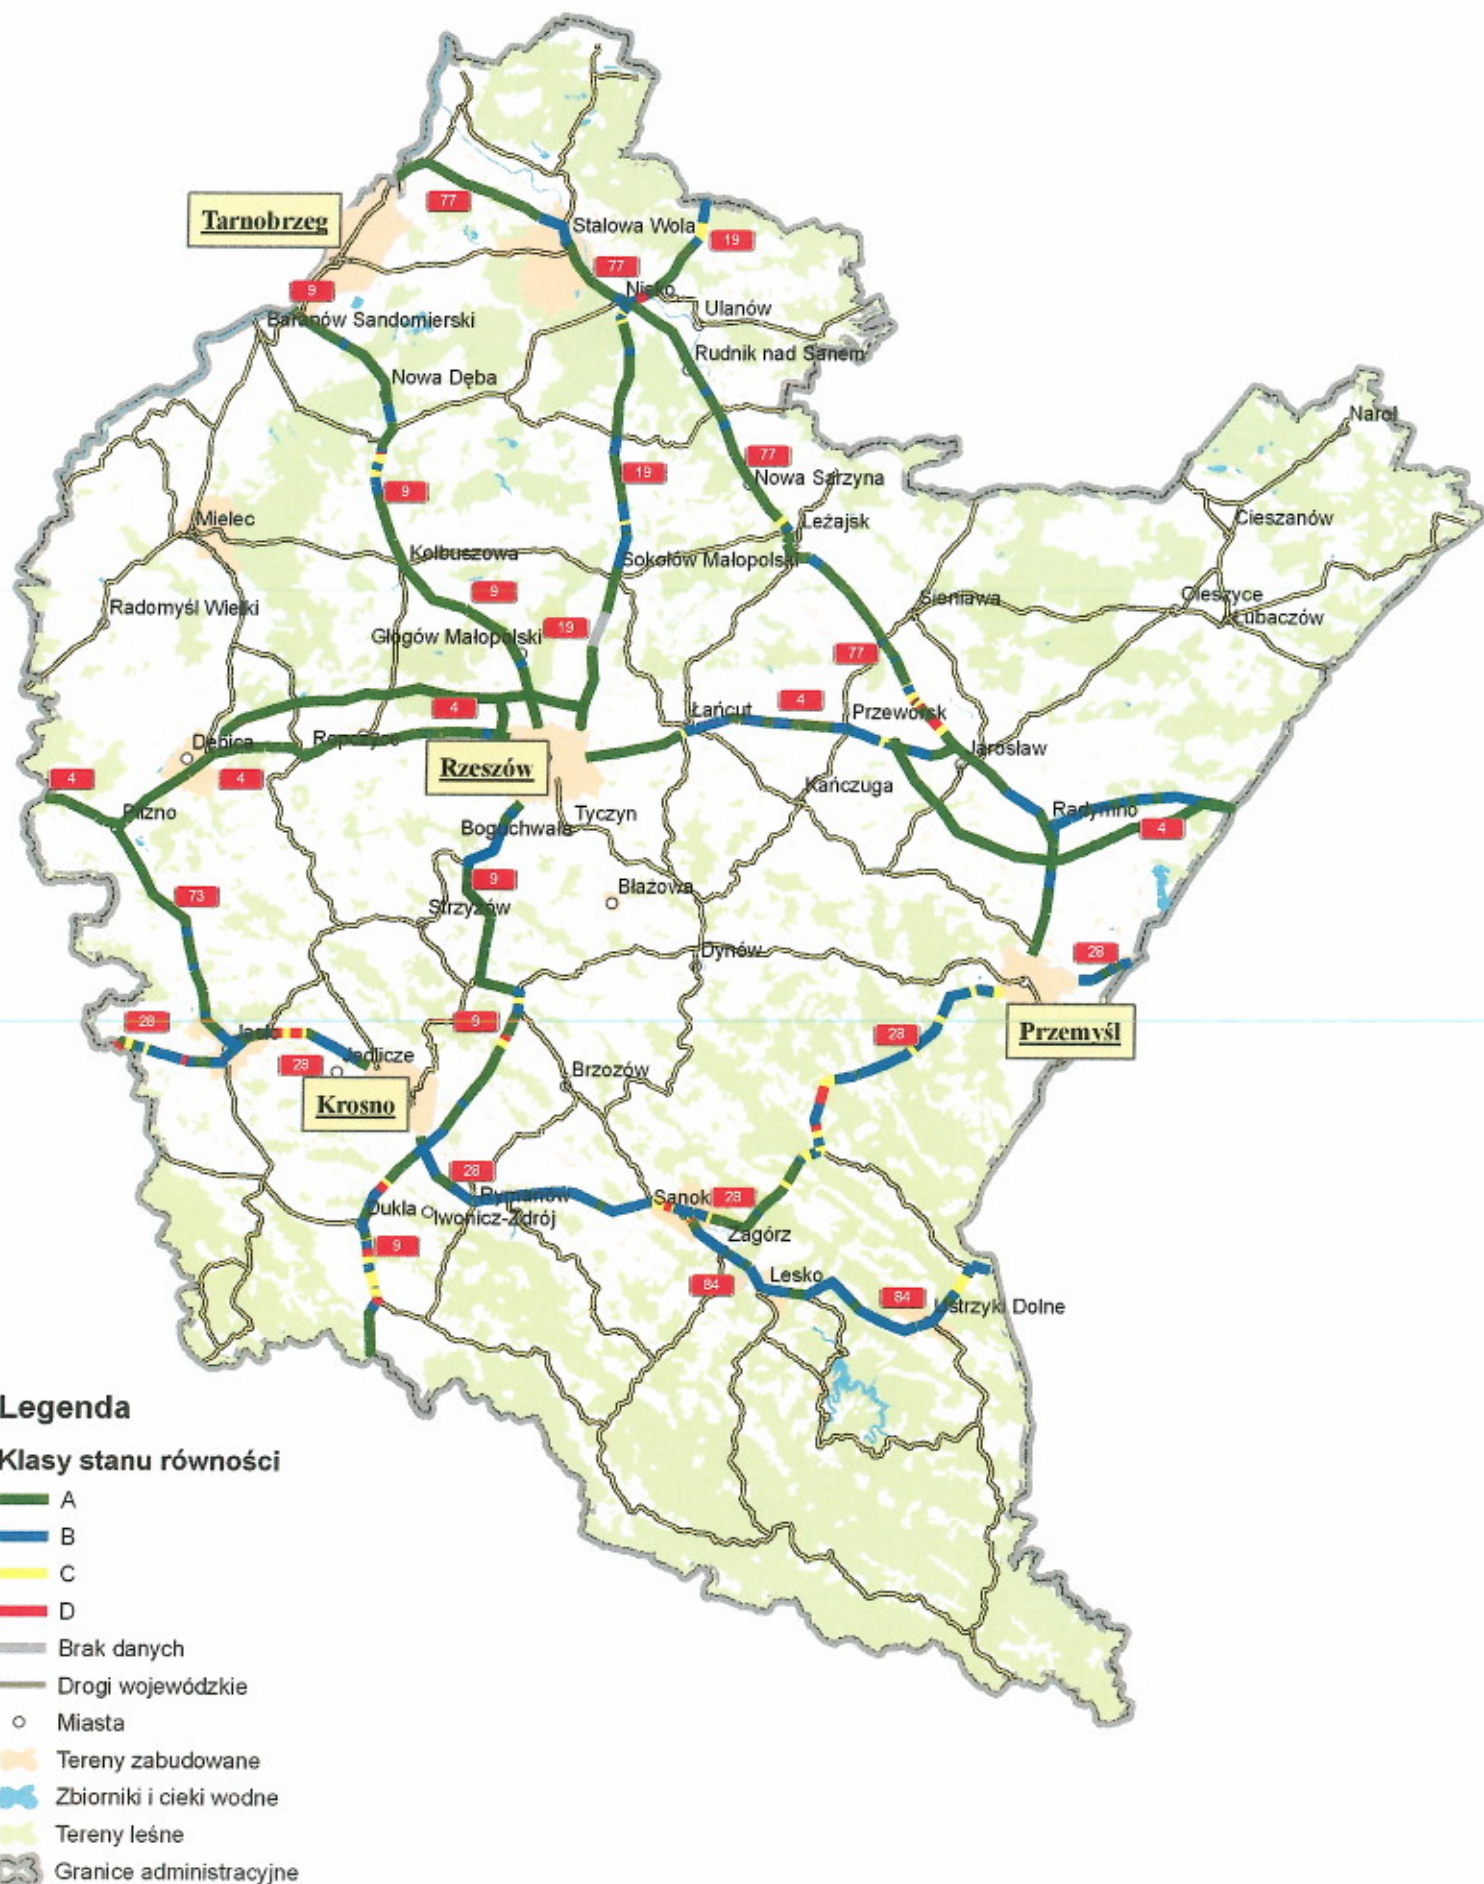 77
Tarnobrzeg
Stalowa Wola
19
77
9
Nisko
Ulanów
Baranów Sandomierski
Rudnik nad Sanem
Nowa Dęba
Narol
77
19
Nowa Sarzyna
9
Mielec
Leżajsk
Cieszanów
Kolbuszowa
Sokołów Małopolski
9
Sieniawa
Oleszyce
Radomyśl Wielki
Lubaczów
19
Głogów Małopolski
77
4
4
Łańcut
Przeworsk
Ropczyce
Dębica
Jarosław
Rzeszów
4
4
Kańczuga
Pilzno
Tyczyn
Radymno
Boguchwała
4
9
Błażowa
73
Strzyżów
Dynów
28
28
9
Przemyśl
28
Jasło
Jedlicze
28
Brzozów
Krosno
28
Rymanów
Sanok
28
Dukla
Iwonicz-Zdrój
Zagórz
9
Lesko
84
84
Ustrzyki Dolne
Legenda
Klasy stanu równości
A
B
C
D
Brak danych
Drogi wojewódzkie
Miasta
Tereny zabudowane
Zbiorniki i cieki wodne
Tereny leśne
Granice administracyjne